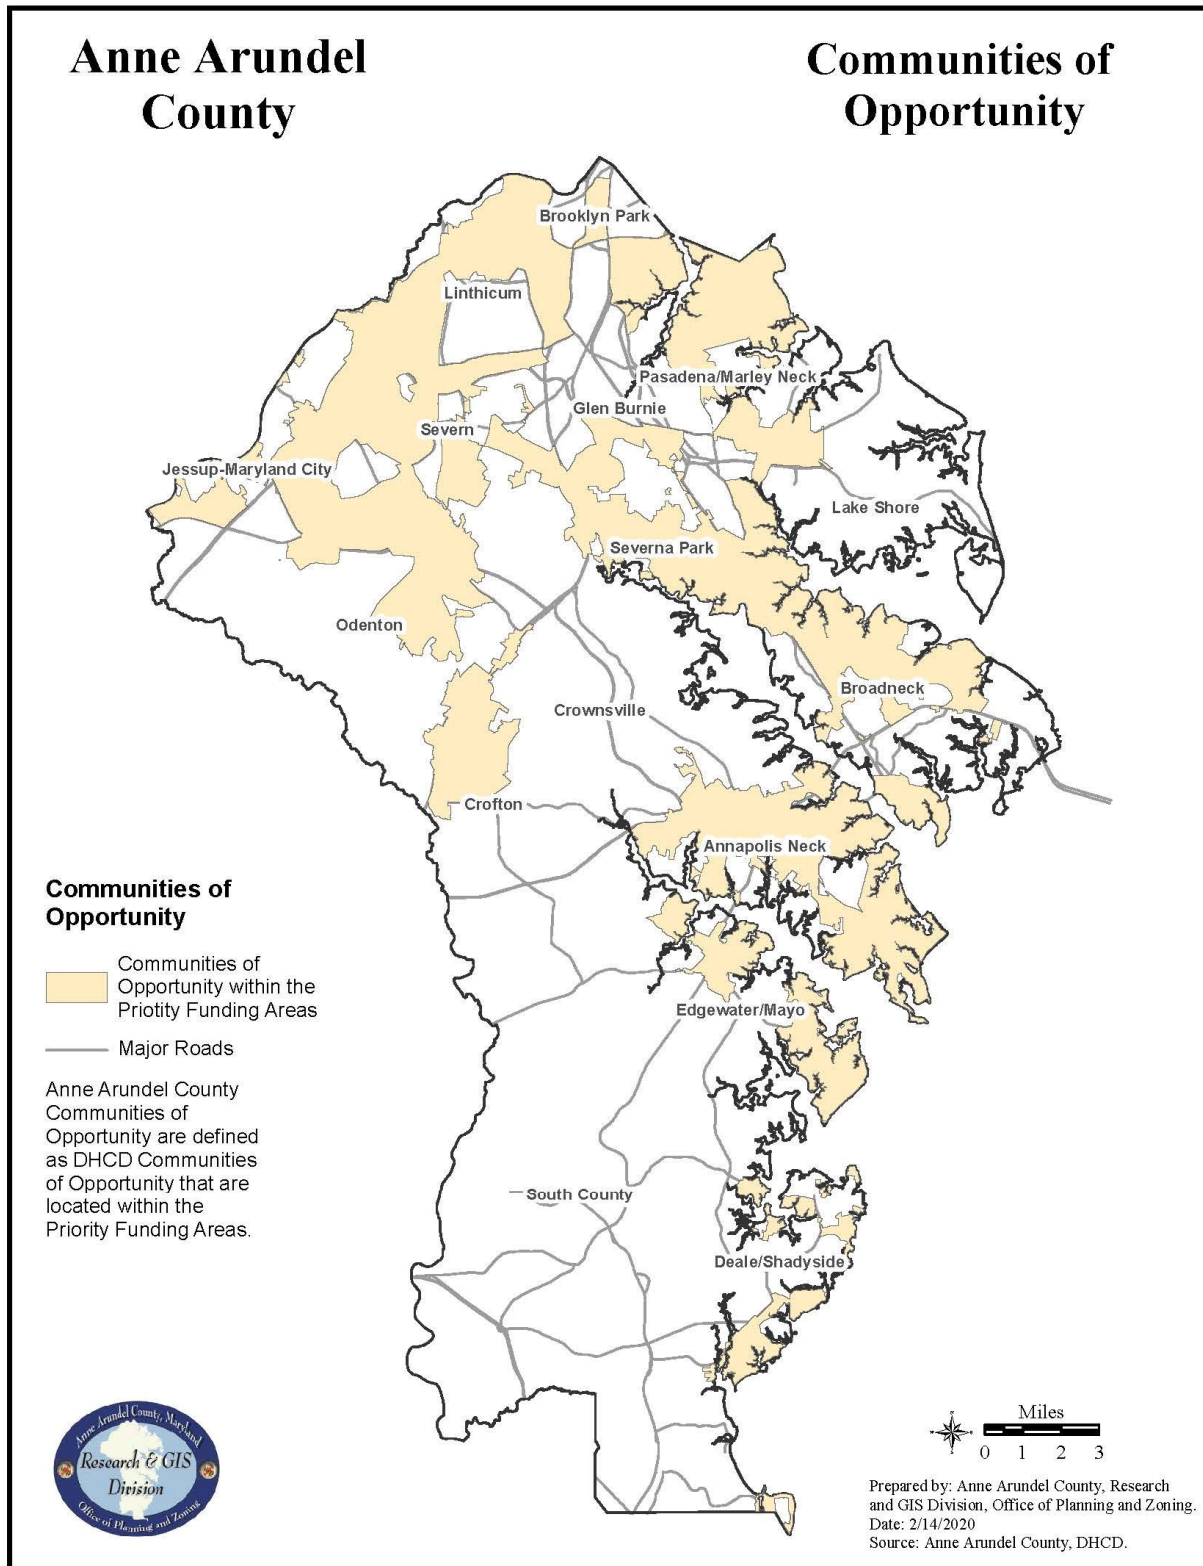 Anne Arundel
County
Communities of
Opportunity
Brooklyn Park
Linthicum
Pasadena/Marley Neck
Glen Burnie
Severn
Jessup-Maryland City
Lake Shore
Severna Park
Odenton
Broadneck
Crownsville
Crofton
Annapolis Neck
Edgewater/Mayo
South County
Deale/Shadyside
Communities of
Opportunity
Communities of
Opportunity within the
Priotity Funding Areas
Major Roads
Anne Arundel County
Communities of
Opportunity are defined
as DHCD Communities
of Opportunity that are
located within the
Priority Funding Areas.
Anne Arundel County, Maryland
Research & GIS
Division
Office of Planning and Zoning
Miles
0 1 2 3
Prepared by: Anne Arundel County, Research
and GIS Division, Office of Planning and Zoning.
Date: 2/14/2020
Source: Anne Arundel County, DHCD.